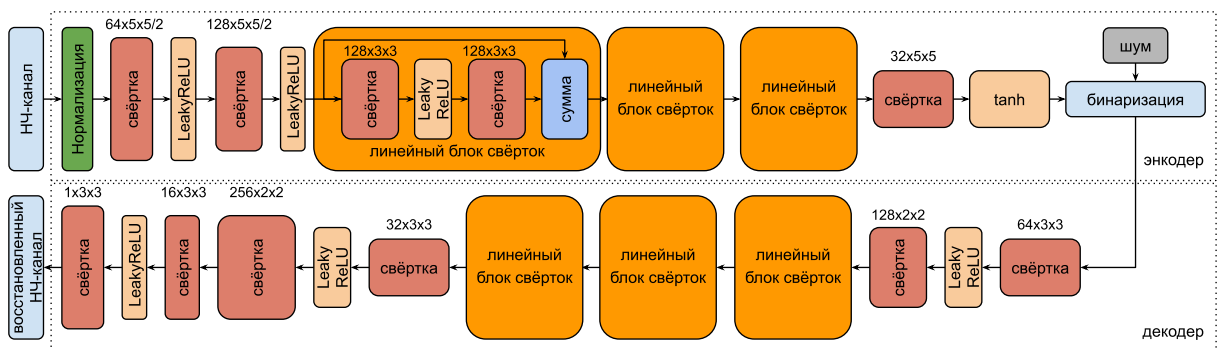 64x5x5/2
128x5x5/2
НЧ-канал
Нормализация
свёртка
LeakyReLU
свёртка
LeakyReLU
128x3x3
128x3x3
свёртка
Leaky
ReLU
свёртка
сумма
линейный блок свёрток
линейный
блок свёрток
линейный
блок свёрток
32x5x5
свёртка
tanh
шум
бинаризация
энкодер
восстановленный
НЧ-канал
1x3x3
свёртка
LeakyReLU
16x3x3
свёртка
256x2x2
свёртка
Leaky
ReLU
32x3x3
свёртка
линейный
блок свёрток
линейный
блок свёрток
линейный
блок свёрток
128x2x2
свёртка
Leaky
ReLU
64x3x3
свёртка
декодер